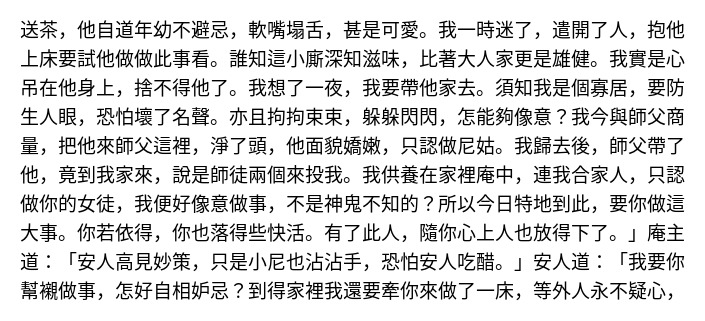 送茶，他自道年幼不避忌，軟嘴塌舌，甚是可愛。我一時迷了，遣開了人，抱他
上床要試他做做此事看。誰知這小廝深知滋味，比著大人家更是雄健。我實是心
吊在他身上，捨不得他了。我想了一夜，我要帶他家去。須知我是個寡居，要防
生人眼，恐怕壞了名聲。亦且拘拘束束，躲躲閃閃，怎能夠像意？我今與師父商
量，把他來師父這裡，淨了頭，他面貌嬌嫩，只認做尼姑。我歸去後，師父帶了
他，竟到我家來，說是師徒兩個來投我。我供養在家裡庵中，連我合家人，只認
做你的女徒，我便好像意做事，不是神鬼不知的？所以今日特地到此，要你做這
大事。你若依得，你也落得些快活。有了此人，隨你心上人也放得下了。」庵主
道：「安人高見妙策，只是小尼也沾沾手，恐怕安人吃醋。」安人道：「我要你
幫襯做事，怎好自相妒忌？到得家裡我還要牽你來做了一床，等外人永不疑心，